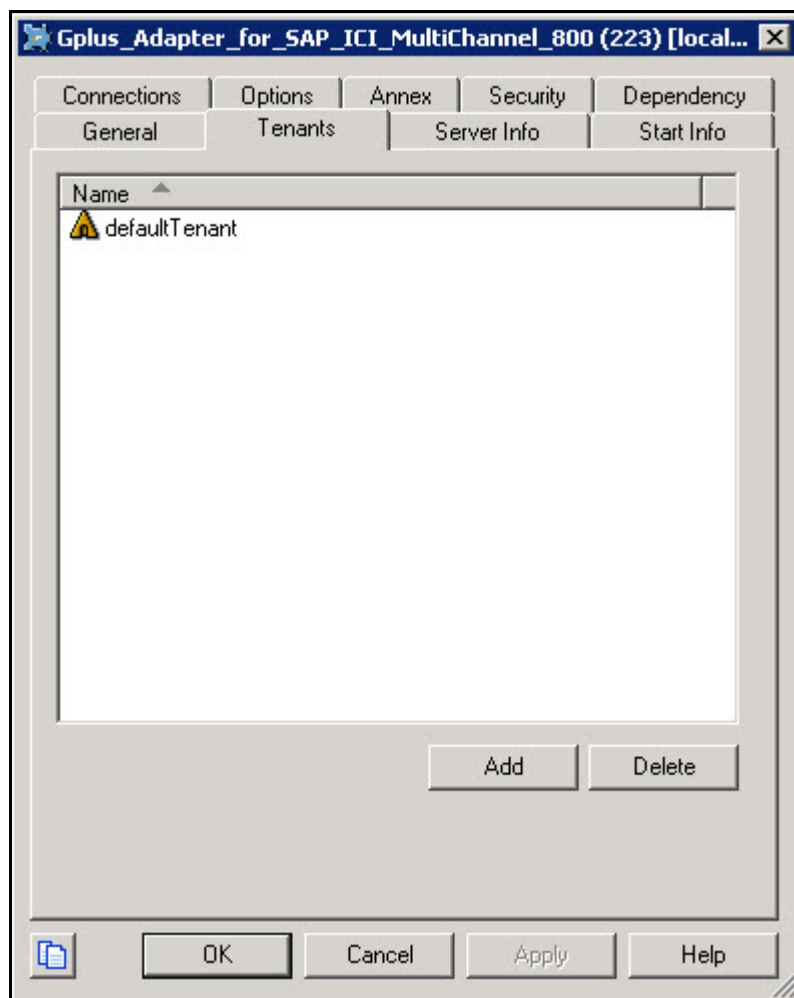 Gplus_Adapter_for_SAP_ICI_MultiChannel_800 (223) [local...
Connections Options Annex Security Dependency
General Tenants Server Info Start Info
Name
defaultTenant
Add Delete
OK Cancel Apply Help